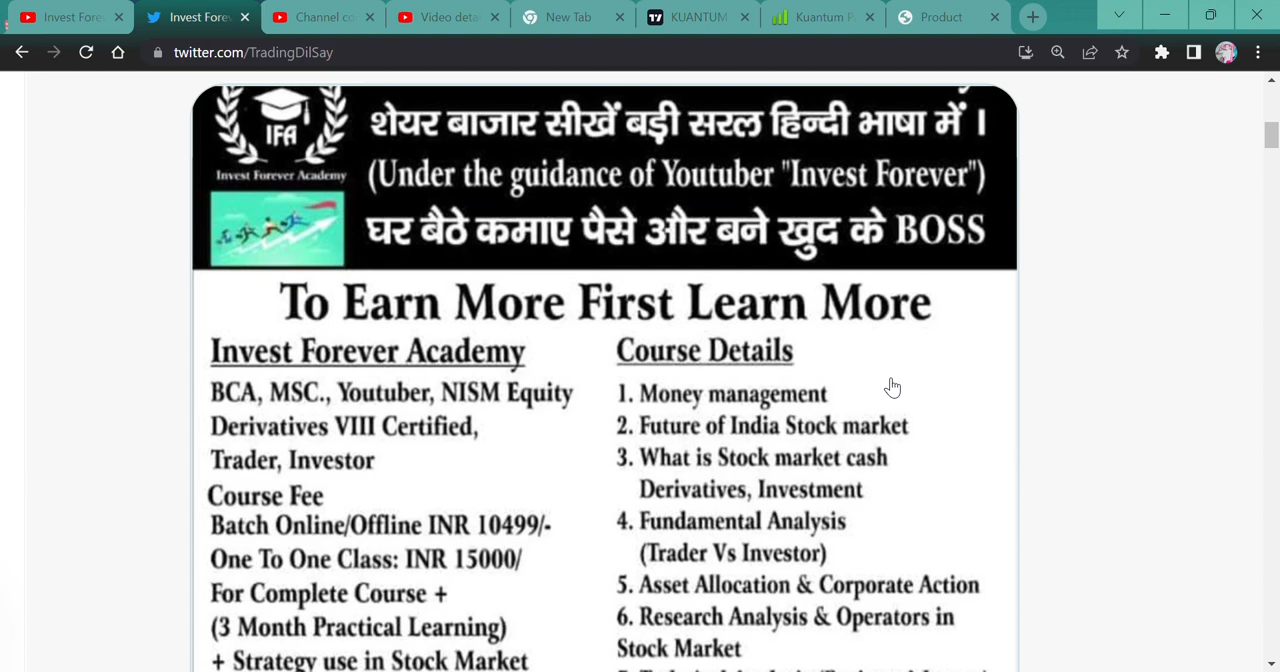 Invest Fore
Invest Fore
Channel co
Video deta
New Tab
KUANTUM
Kuantum P
Product
twitter.com/TradingDilSay
IFA
Invest Forever Academy
शेयर बाजार सीखें बड़ी सरल हिन्दी भाषा में ।
(Under the guidance of Youtuber "Invest Forever")
घर बैठे कमाए पैसे और बने खुद के BOSS
To Earn More First Learn More
Invest Forever Academy
BCA, MSC., Youtuber, NISM Equity
Derivatives VIII Certified,
Trader, Investor
Course Fee
Batch Online/Offline INR 10499/-
One To One Class: INR 15000/
For Complete Course +
(3 Month Practical Learning)
+ Strategy use in Stock Market
Course Details
1. Money management
2. Future of India Stock market
3. What is Stock market cash
Derivatives, Investment
4. Fundamental Analysis
(Trader Vs Investor)
5. Asset Allocation & Corporate Action
6. Research Analysis & Operators in
Stock Market